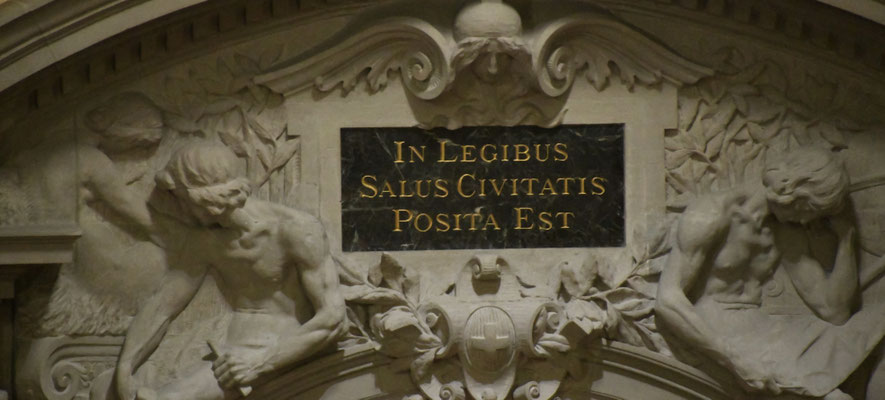 In Legibus
Salus Civitatis
Posita Est